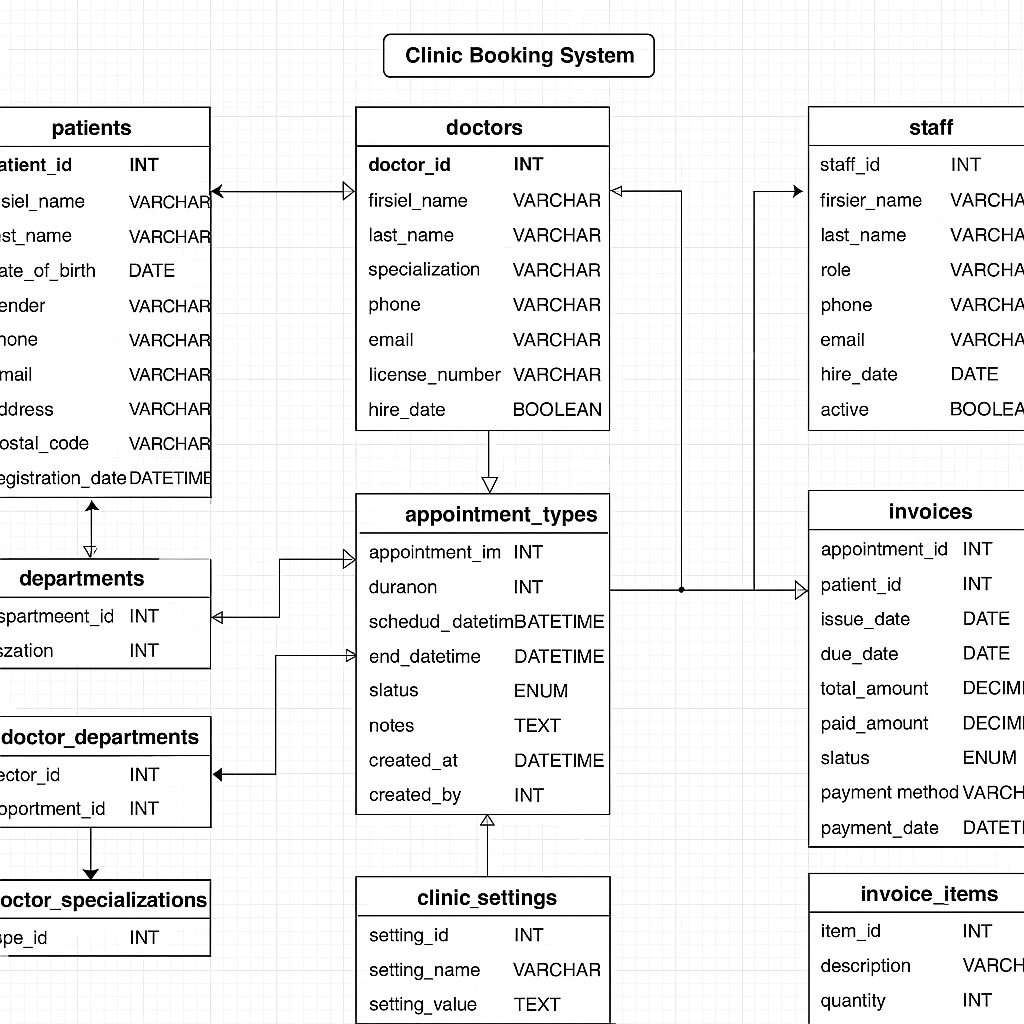 Clinic Booking System
patients
atient_id INT
siel_name VARCHAR
st_name VARCHAR
ate_of_birth DATE
ender VARCHAR
hone VARCHAR
mail VARCHAR
ddress VARCHAR
ostal_code VARCHAR
egistration_date DATETIME
departments
spartmeent_id INT
szation INT
doctor_departments
ector_id INT
oportment_id INT
octor_specializations
spe_id INT
doctors
doctor_id INT
firsiel_name VARCHAR
last_name VARCHAR
specialization VARCHAR
phone VARCHAR
email VARCHAR
license_number VARCHAR
hire_date BOOLEAN
appointment_types
appointment_im INT
duranon INT
schedud_datetim BATETIME
end_datetime DATETIME
slatus ENUM
notes TEXT
created_at DATETIME
created_by INT
clinic_settings
setting_id INT
setting_name VARCHAR
setting_value TEXT
staff
staff_id INT
firsier_name VARCHA
last_name VARCHA
role VARCHA
phone VARCHA
email VARCHA
hire_date DATE
active BOOLEA
invoices
appointment_id INT
patient_id INT
issue_date DATE
due_date DATE
total_amount DECIM
paid_amount DECIM
slatus ENUM
payment method VARCH
payment_date DATET
invoice_items
item_id INT
description VARCH
quantity INT